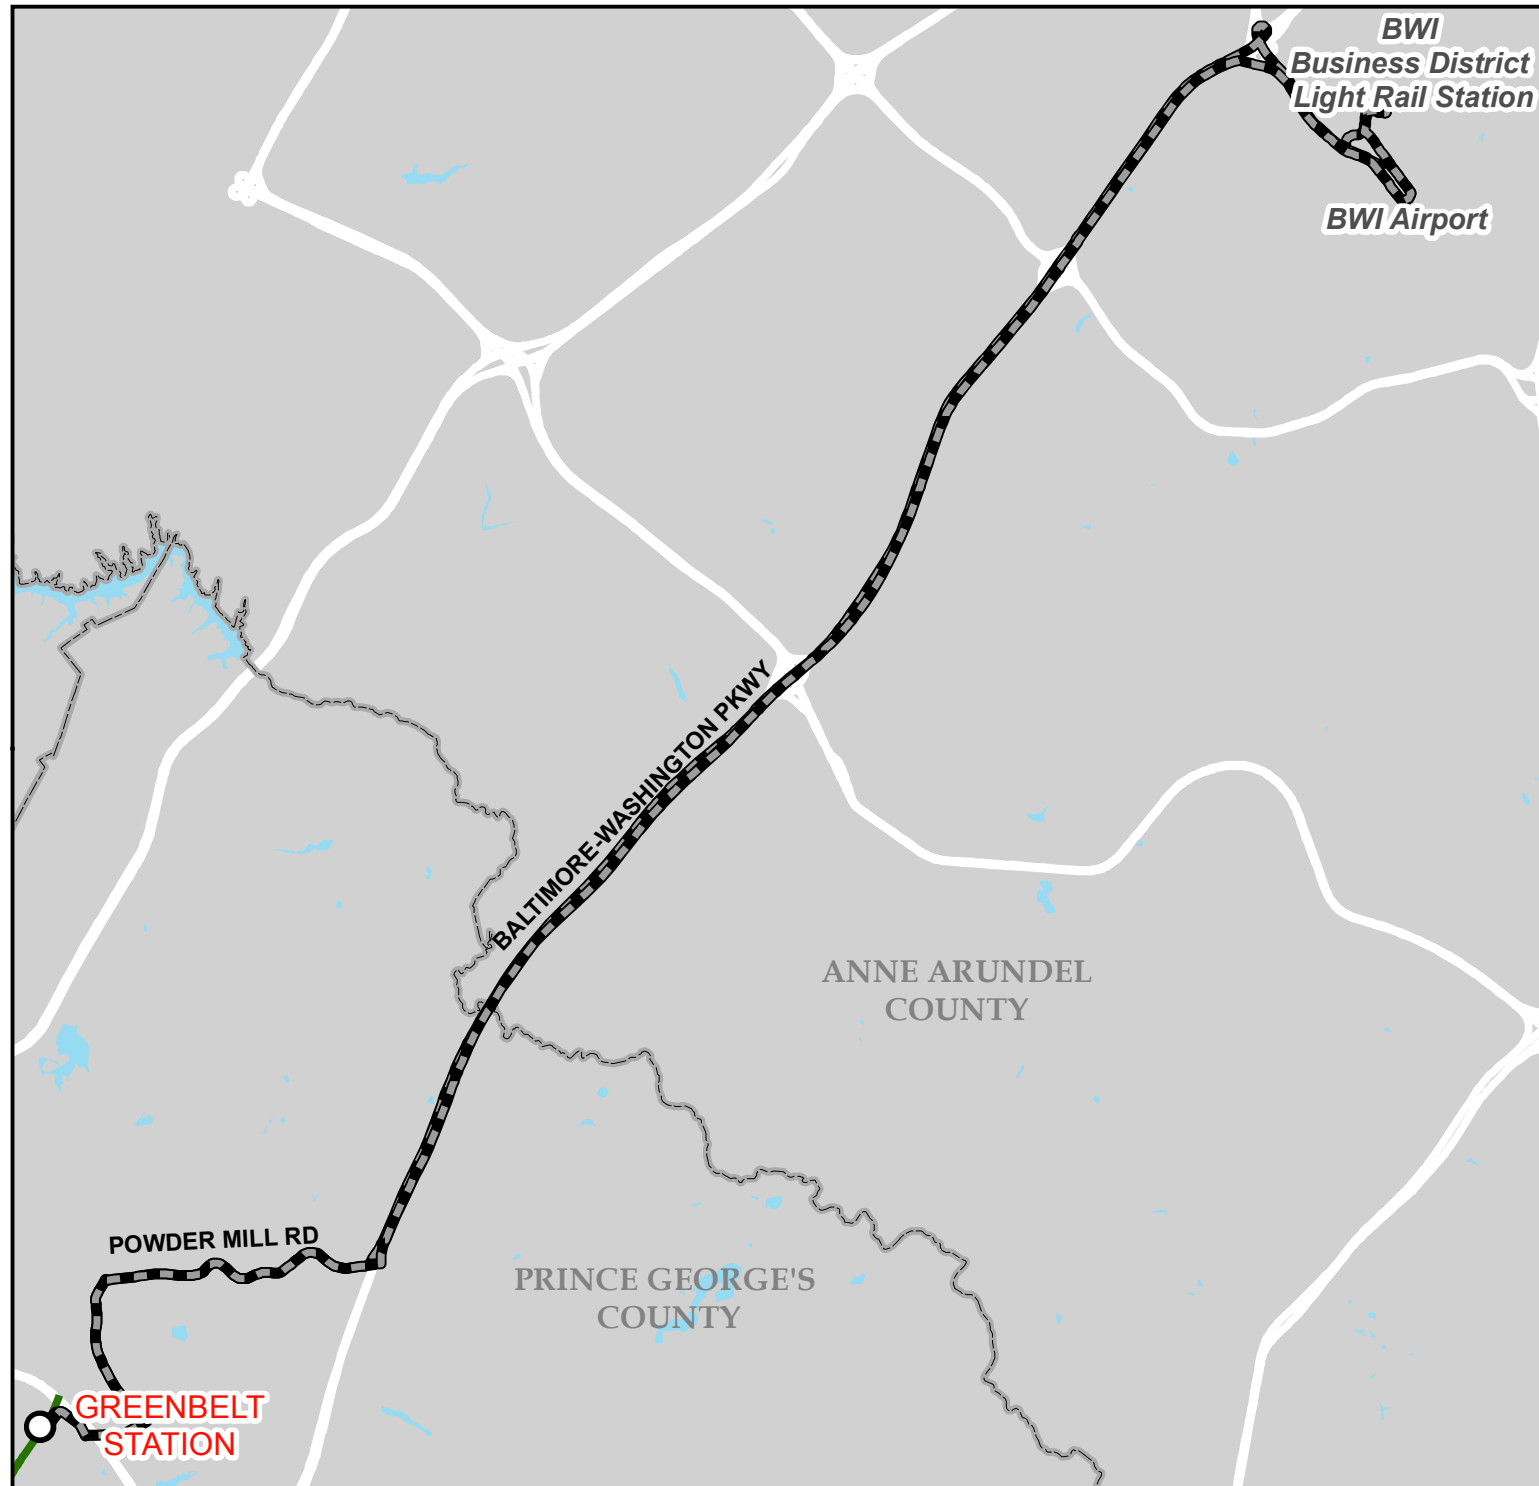 BWI
Business District
Light Rail Station
BWI Airport
BALTIMORE-WASHINGTON PKWY
ANNE ARUNDEL
COUNTY
POWDER MILL RD
PRINCE GEORGE'S
COUNTY
GREENBELT
STATION